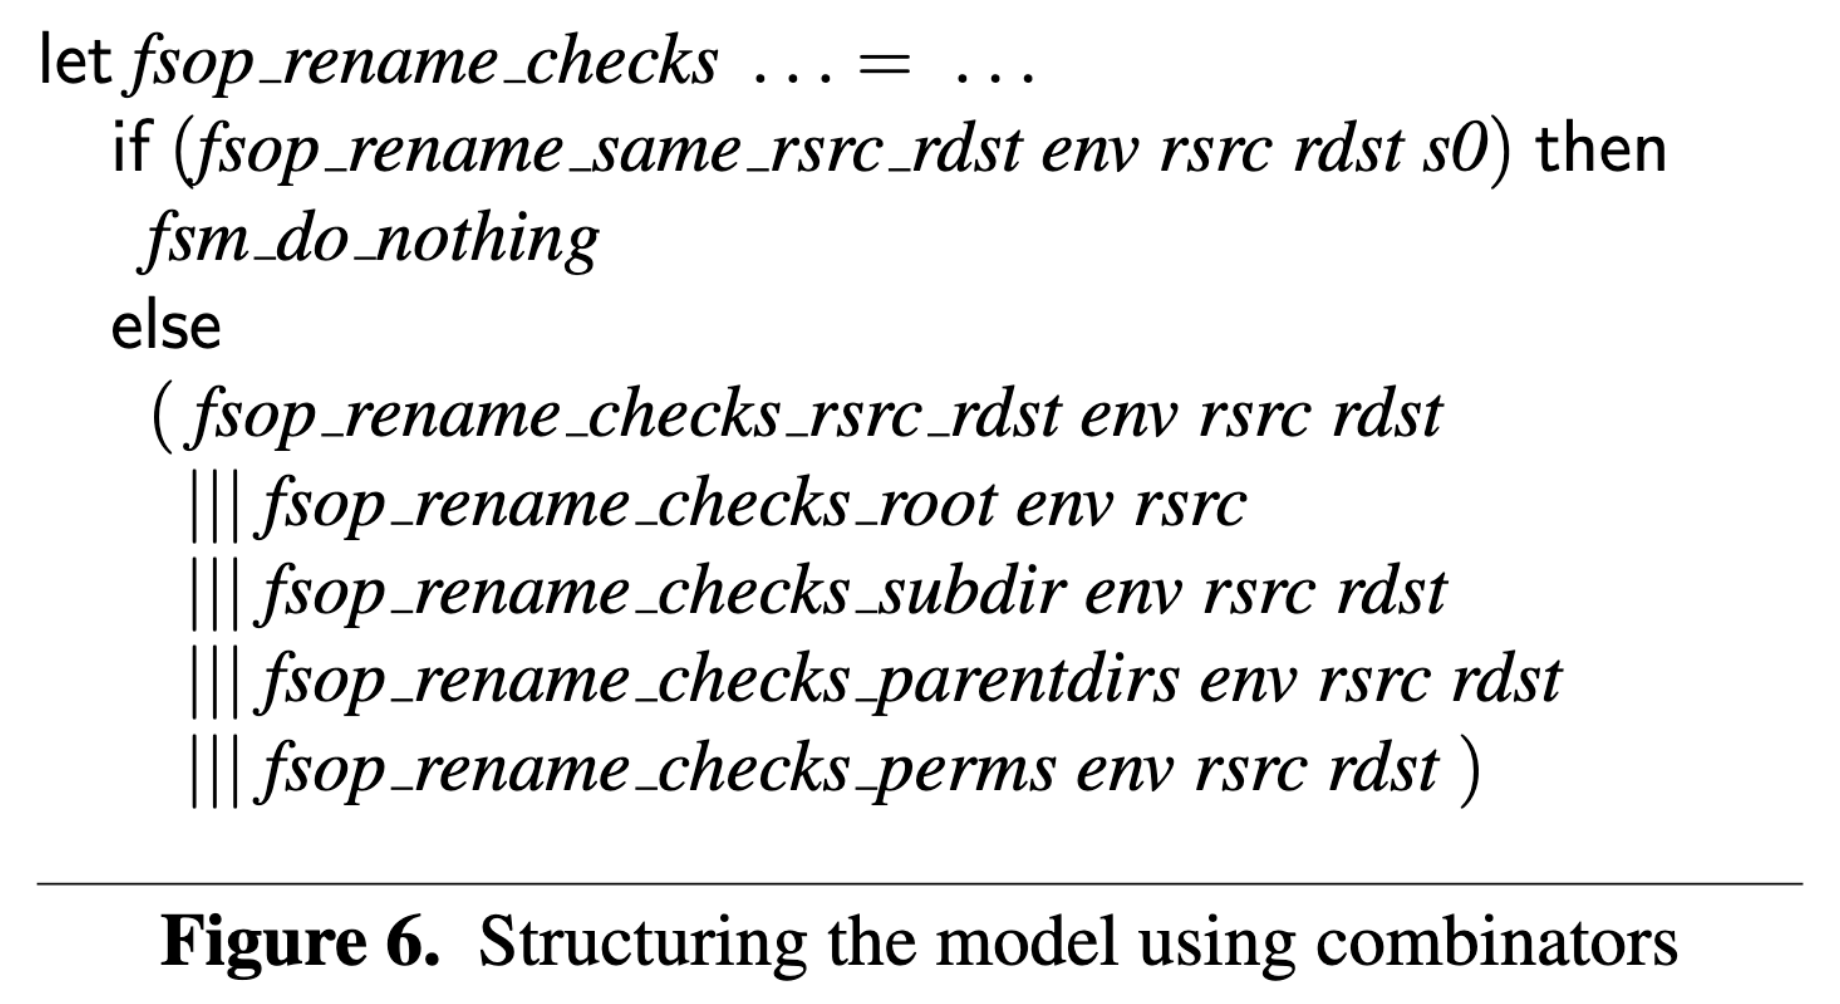 let fsop_rename_checks ... = ...
if (fsop_rename_same_rsrc_rdst env rsrc rdst s0) then
fsm_do_nothing
else
( fsop_rename_checks_rsrc_rdst env rsrc rdst
||| fsop_rename_checks_root env rsrc
||| fsop_rename_checks_subdir env rsrc rdst
||| fsop_rename_checks_parentdirs env rsrc rdst
||| fsop_rename_checks_perms env rsrc rdst )
Figure 6. Structuring the model using combinators